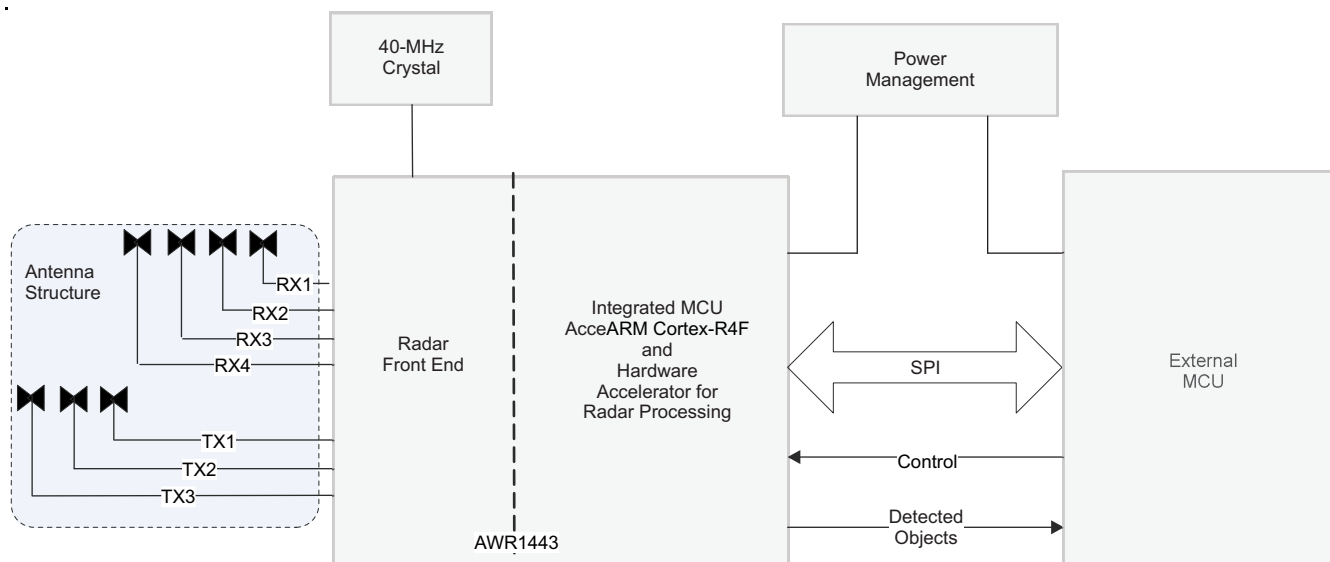 .
40-MHz
Crystal
Power
Management
Antenna
Structure
RX1
RX2
RX3
RX4
TX1
TX2
TX3
Radar
Front End
Integrated MCU
AcceARM Cortex-R4F
and
Hardware
Accelerator for
Radar Processing
AWR1443
SPI
Control
Detected
Objects
External
MCU